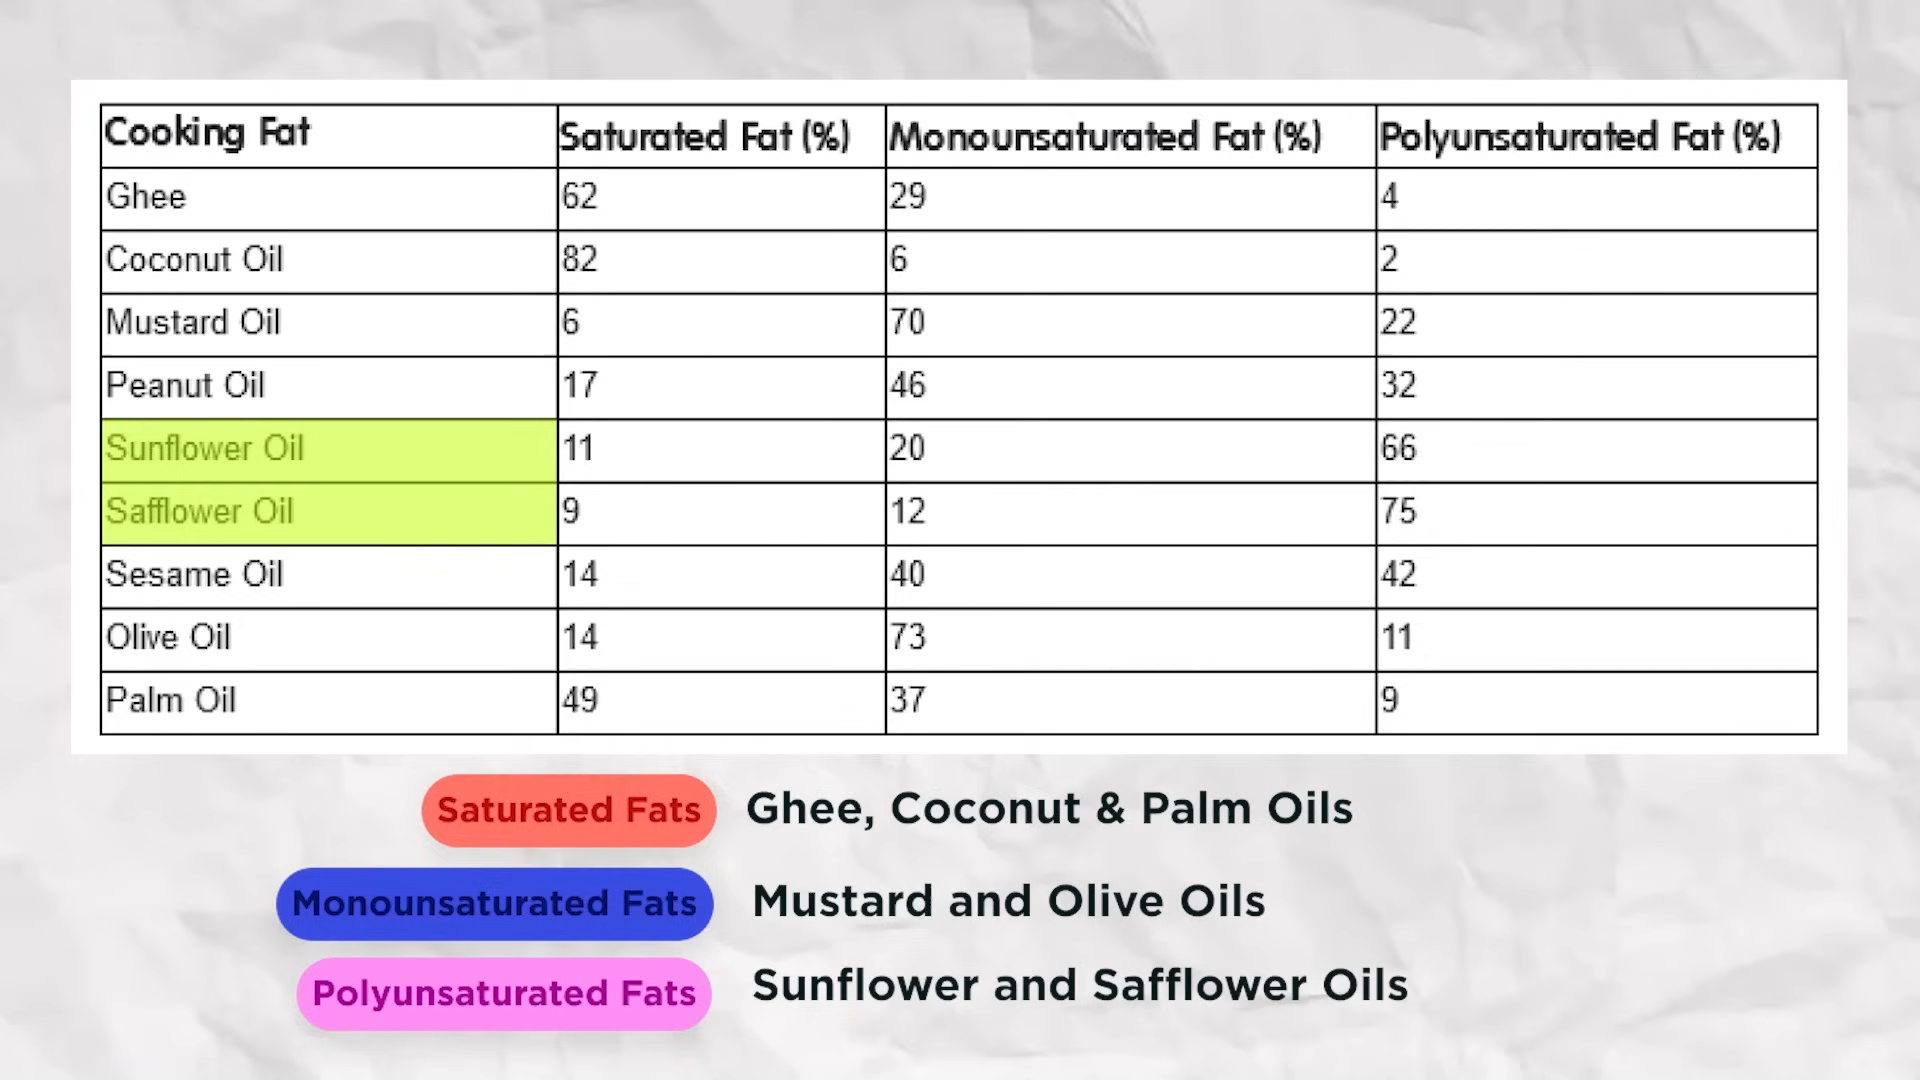 Cooking Fat Saturated Fat (%) Monounsaturated Fat (%) Polyunsaturated Fat (%)
Ghee 62 29 4
Coconut Oil 82 6 2
Mustard Oil 6 70 22
Peanut Oil 17 46 32
Sunflower Oil 11 20 66
Safflower Oil 9 12 75
Sesame Oil 14 40 42
Olive Oil 14 73 11
Palm Oil 49 37 9
Saturated Fats Ghee, Coconut & Palm Oils
Monounsaturated Fats Mustard and Olive Oils
Polyunsaturated Fats Sunflower and Safflower Oils